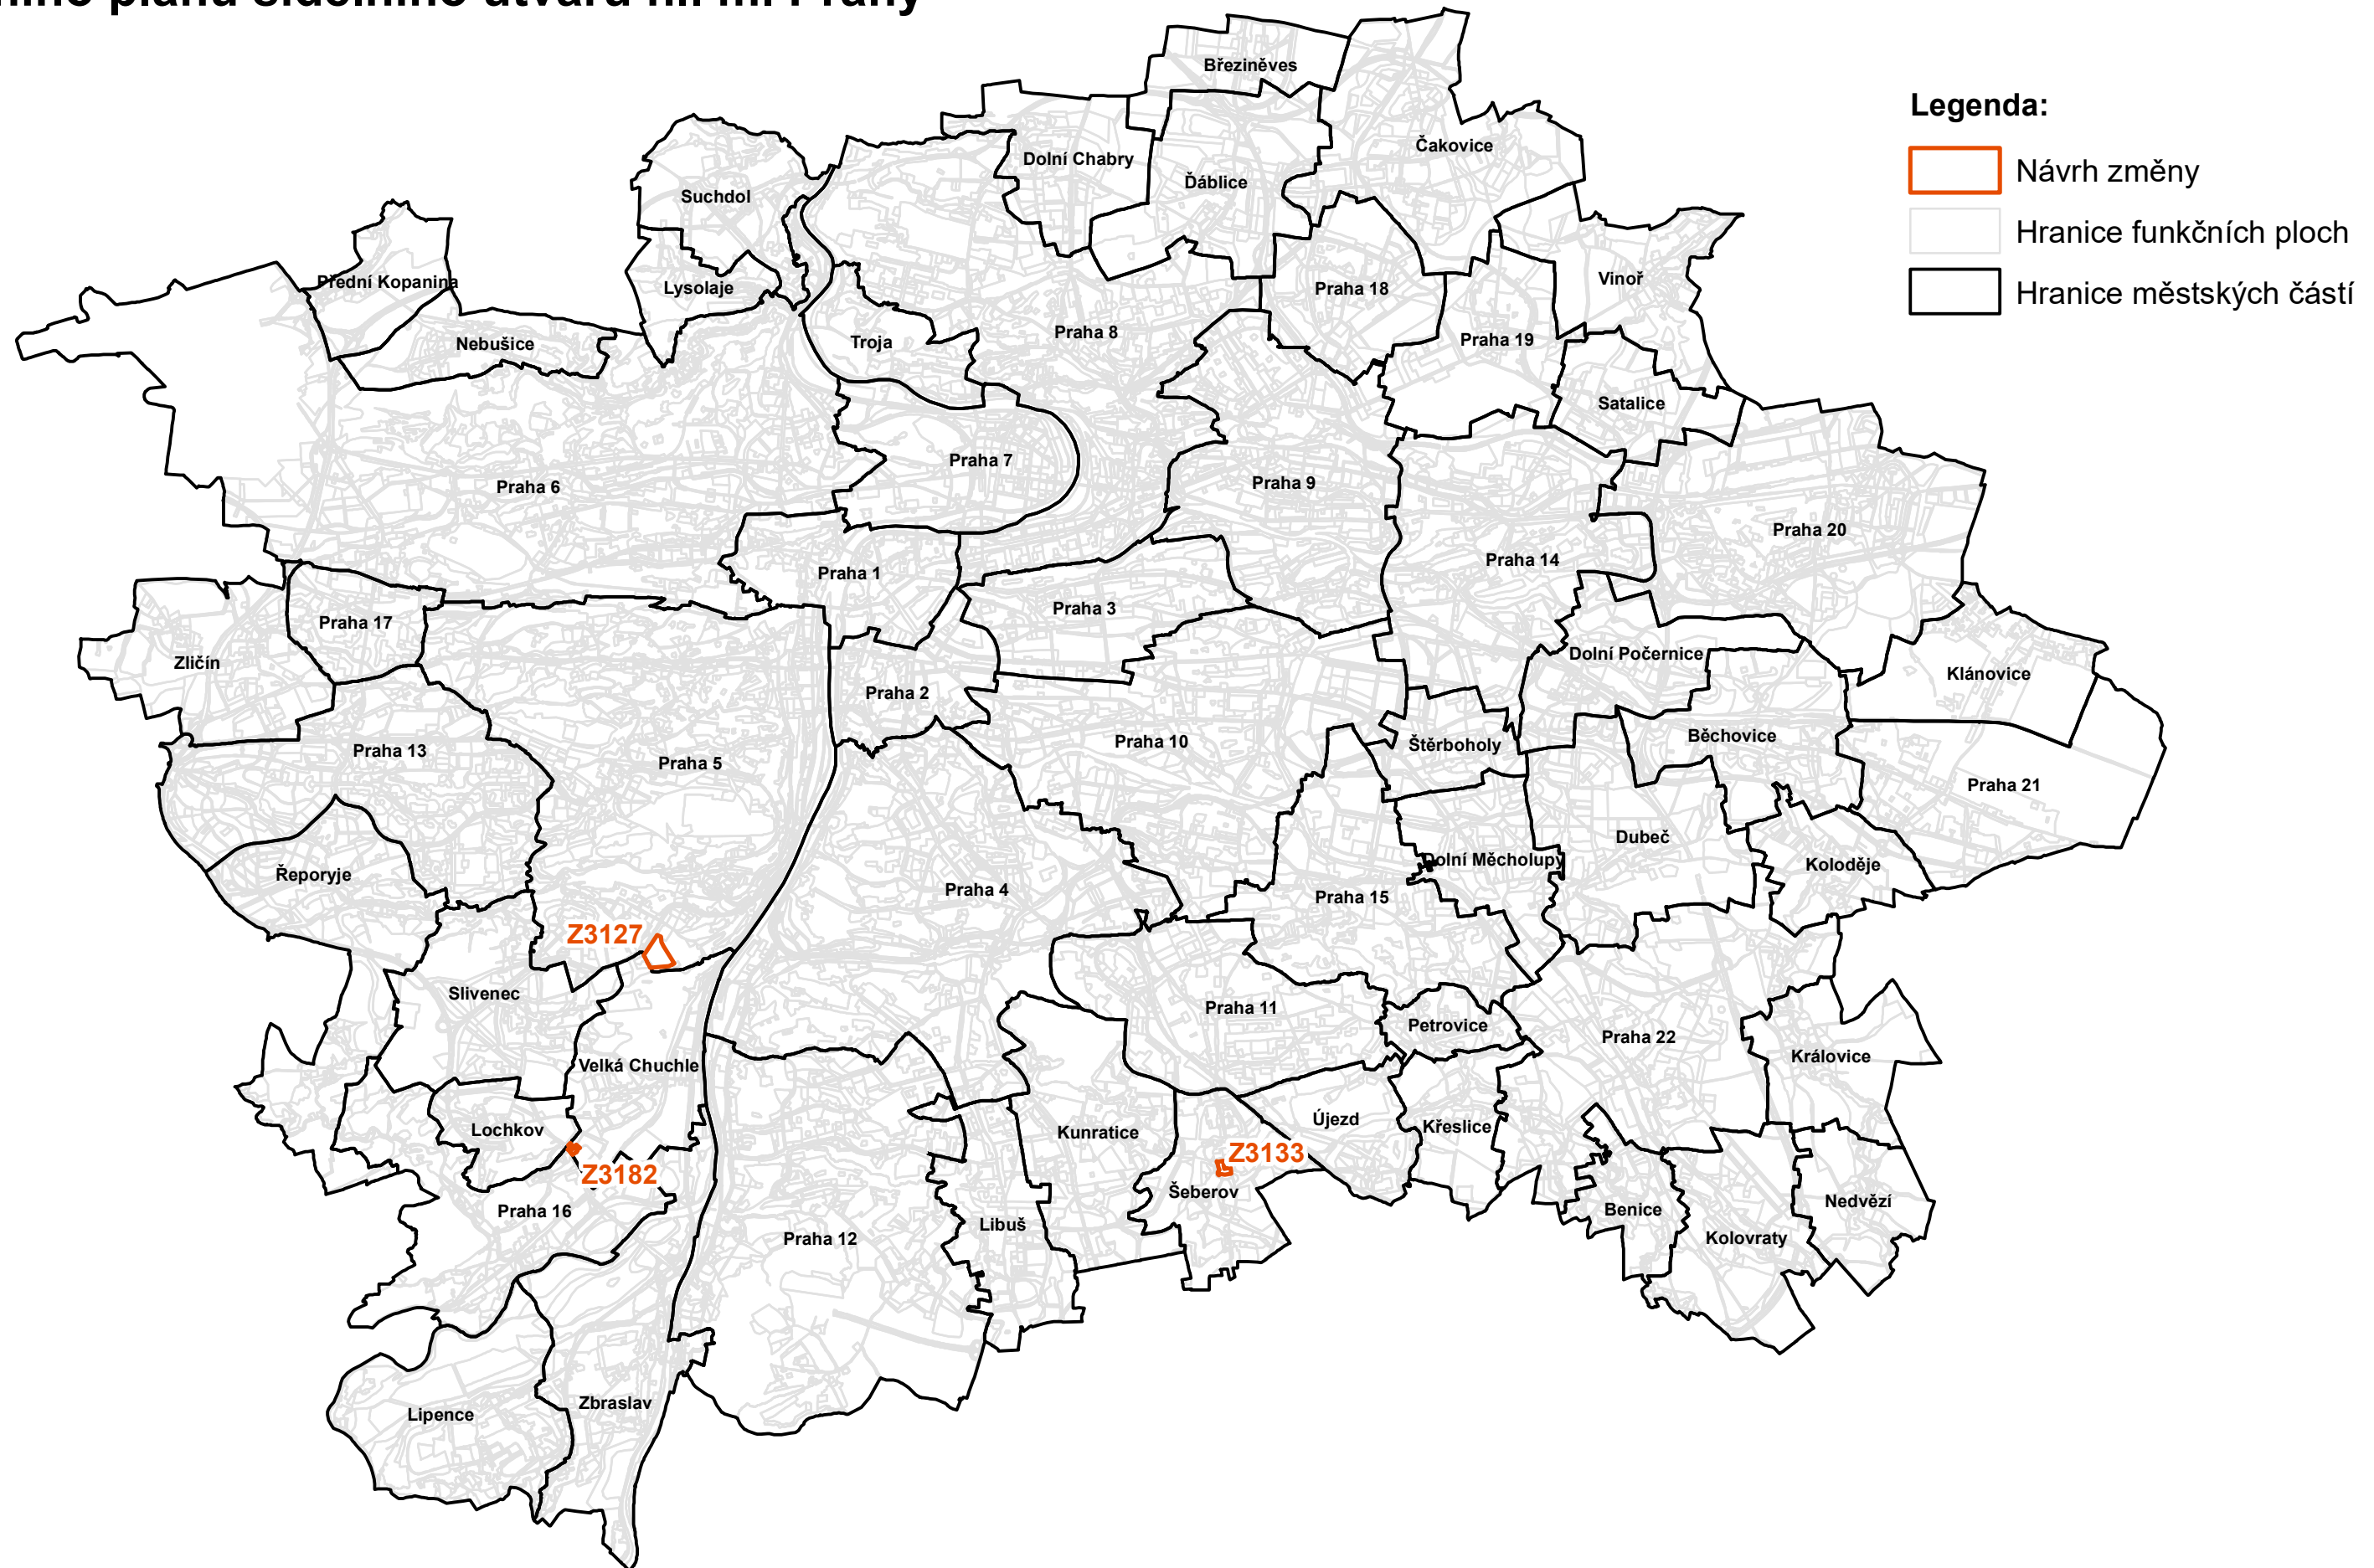 plánu sídelního útvaru hl. m. Prahy
Březiněves
Legenda:
Návrh změny
Hranice funkčních ploch
Hranice městských částí
Čakovice
Dolní Chabry
Ďáblice
Suchdol
Vinoř
Přední Kopanina
Lysolaje
Praha 18
Praha 8
Praha 19
Troja
Nebušice
Satalice
Praha 7
Praha 9
Praha 6
Praha 20
Praha 14
Praha 1
Praha 3
Praha 17
Dolní Počernice
Zličín
Klánovice
Praha 2
Běchovice
Praha 10
Štěrboholy
Praha 13
Praha 5
Praha 21
Dubeč
Dolní Měcholupy
Koloděje
Řeporyje
Praha 4
Praha 15
Z3127
Slivenec
Praha 11
Petrovice
Praha 22
Královice
Velká Chuchle
Újezd
Křeslice
Lochkov
Kunratice
Z3133
Z3182
Šeberov
Nedvězí
Praha 16
Benice
Libuš
Praha 12
Kolovraty
Zbraslav
Lipence